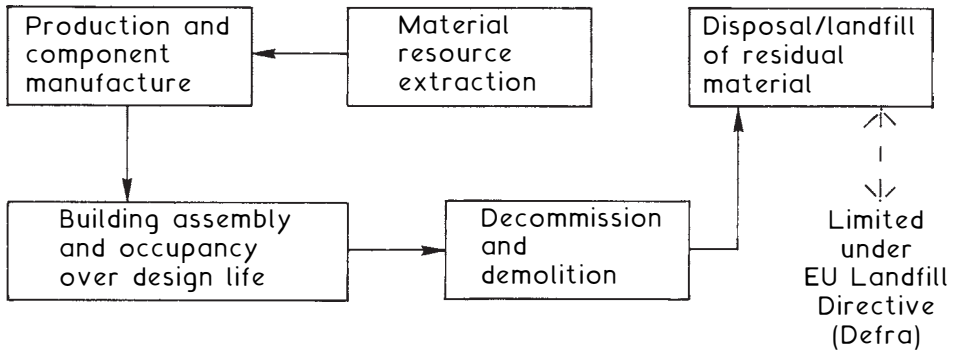 Production and
component
manufacture
Material
resource
extraction
Disposal/landfill
of residual
material
Building assembly
and occupancy
over design life
Decommission
and
demolition
Limited
under
EU Landfill
Directive
(Defra)